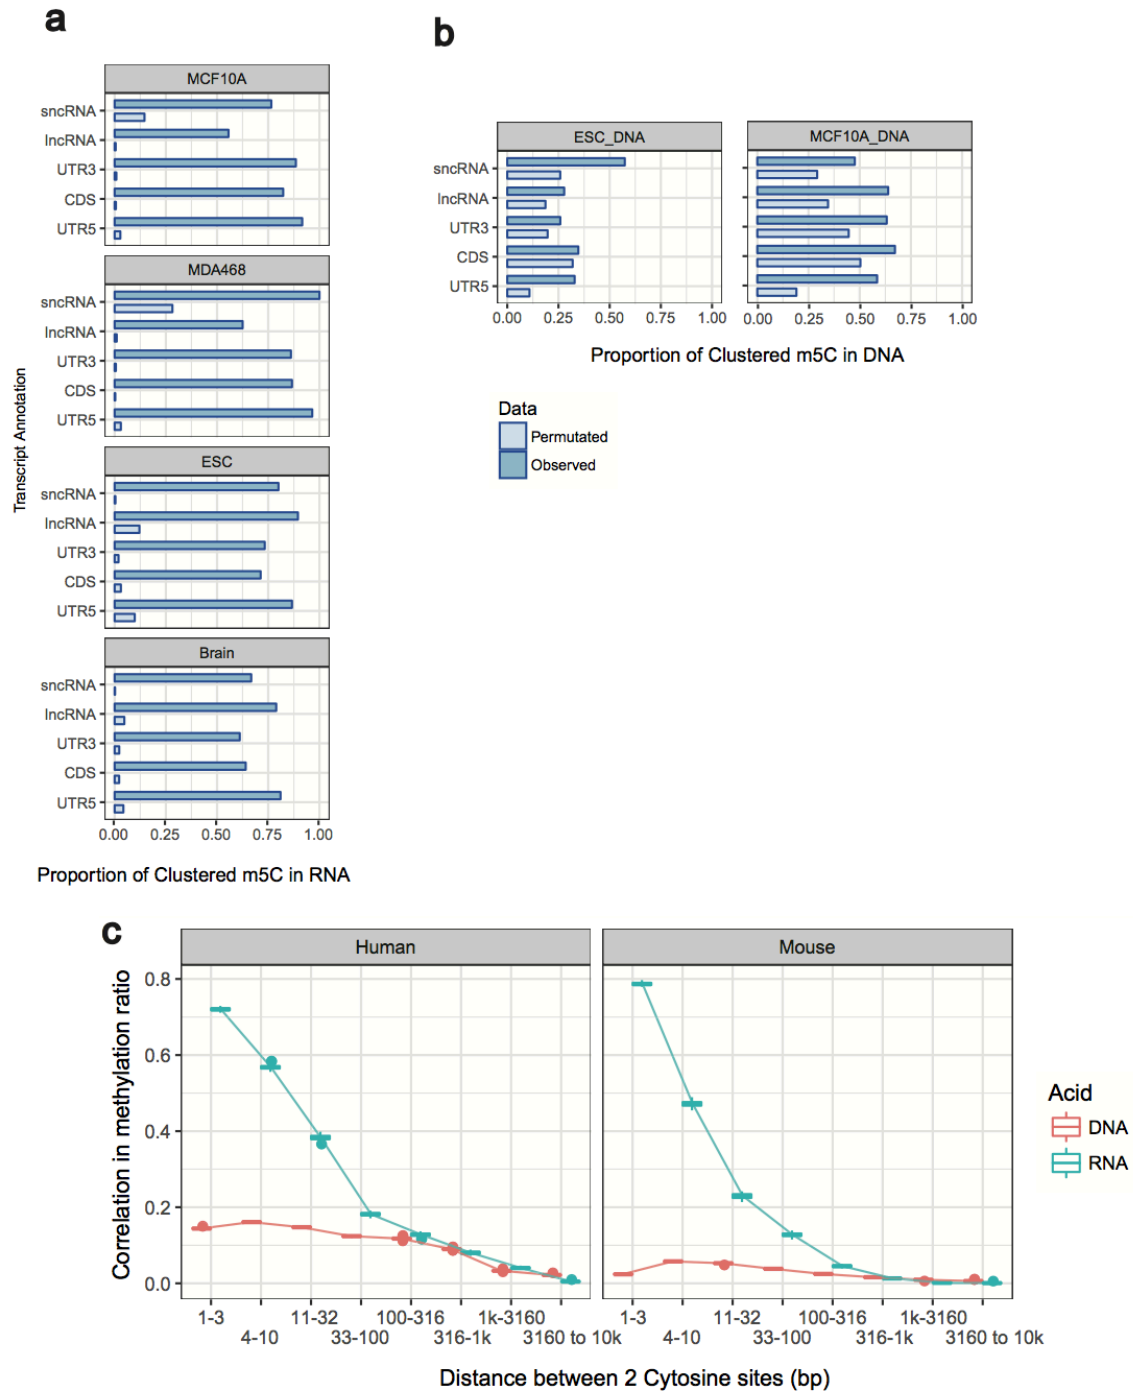 a
MCF10A
sncRNA
lncRNA
UTR3
CDS
UTR5
MDA468
sncRNA
lncRNA
UTR3
CDS
UTR5
ESC
sncRNA
lncRNA
UTR3
CDS
UTR5
Brain
sncRNA
lncRNA
UTR3
CDS
UTR5
0.00 0.25 0.50 0.75 1.00
Transcript Annotation
Proportion of Clustered m5C in RNA
b
ESC_DNA MCF10A_DNA
sncRNA
lncRNA
UTR3
CDS
UTR5
0.00 0.25 0.50 0.75 1.00 0.00 0.25 0.50 0.75 1.00
Proportion of Clustered m5C in DNA
Data
Permutated
Observed
c
Human Mouse
Correlation in methylation ratio
0.8
0.6
0.4
0.2
0.0
1-3 11-32 100-316 1k-3160 1-3 11-32 100-316 1k-3160
4-10 33-100 316-1k 3160 to 10k 4-10 33-100 316-1k 3160 to 10k
Distance between 2 Cytosine sites (bp)
Acid
DNA
RNA